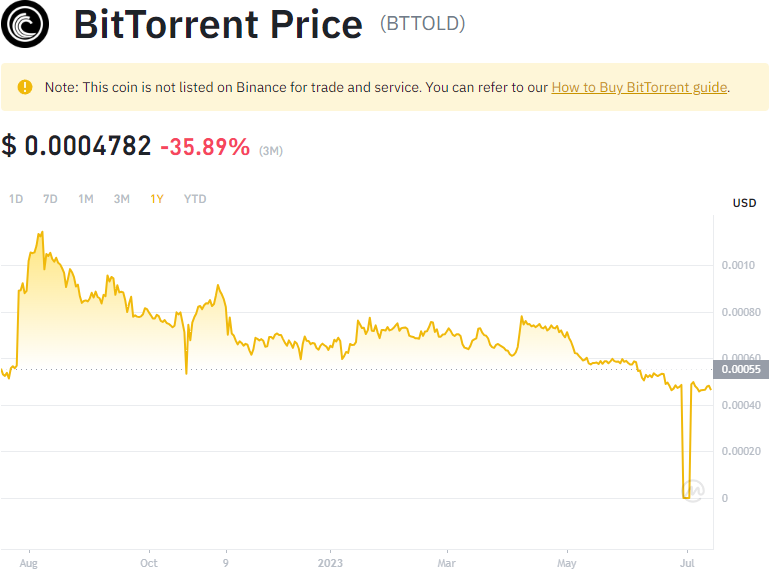 BitTorrent Price (BTTOLD)
Note: This coin is not listed on Binance for trade and service. You can refer to our How to Buy BitTorrent guide.
$ 0.0004782 -35.89% (3M)
1D 7D 1M 3M 1Y YTD
USD
0.0010
0.00080
0.00060
0.00055
0.00040
0.00020
0
Aug Oct 9 2023 Mar May Jul